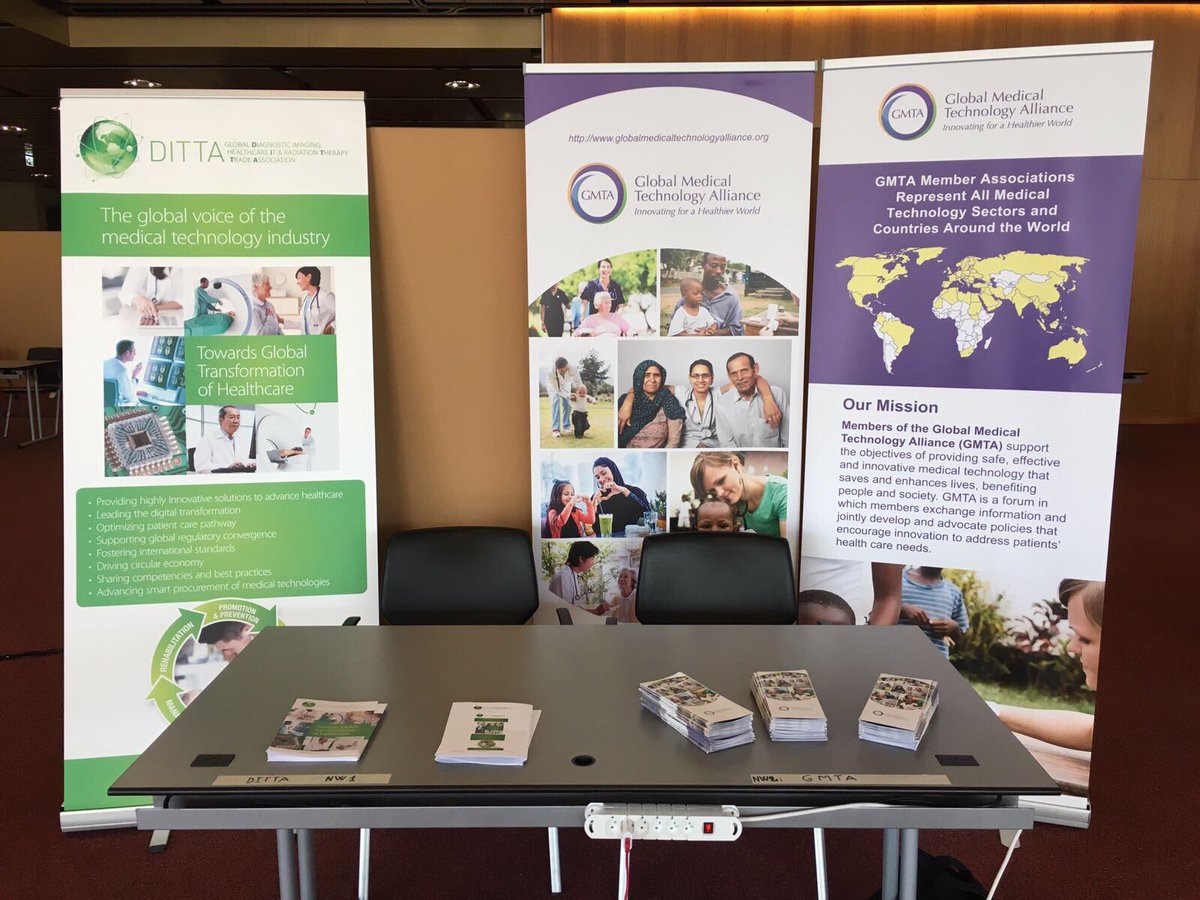 DITTA
GLOBAL DIAGNOSTIC IMAGING,
HEALTHCARE IT & RADIATION THERAPY
TRADE ASSOCIATION
The global voice of the
medical technology industry
Towards Global
Transformation
of Healthcare
• Providing highly innovative solutions to advance healthcare
• Leading the digital transformation
• Optimizing patient care pathway
• Supporting global regulatory convergence
• Fostering international standards
• Driving circular economy
• Sharing competencies and best practices
• Advancing smart procurement of medical technologies
PROMOTION
& PREVENTION
REHABILITATION
http://www.globalmedicaltechnologyalliance.org
GMTA
Global Medical
Technology Alliance
Innovating for a Healthier World
GMTA
Global Medical
Technology Alliance
Innovating for a Healthier World
GMTA Member Associations
Represent All Medical
Technology Sectors and
Countries Around the World
Our Mission
Members of the Global Medical
Technology Alliance (GMTA) support
the objectives of providing safe, effective
and innovative medical technology that
saves and enhances lives, benefiting
people and society. GMTA is a forum in
which members exchange information and
jointly develop and advocate policies that
encourage innovation to address patients'
health care needs.
DITTA NW1
NW2: GMTA